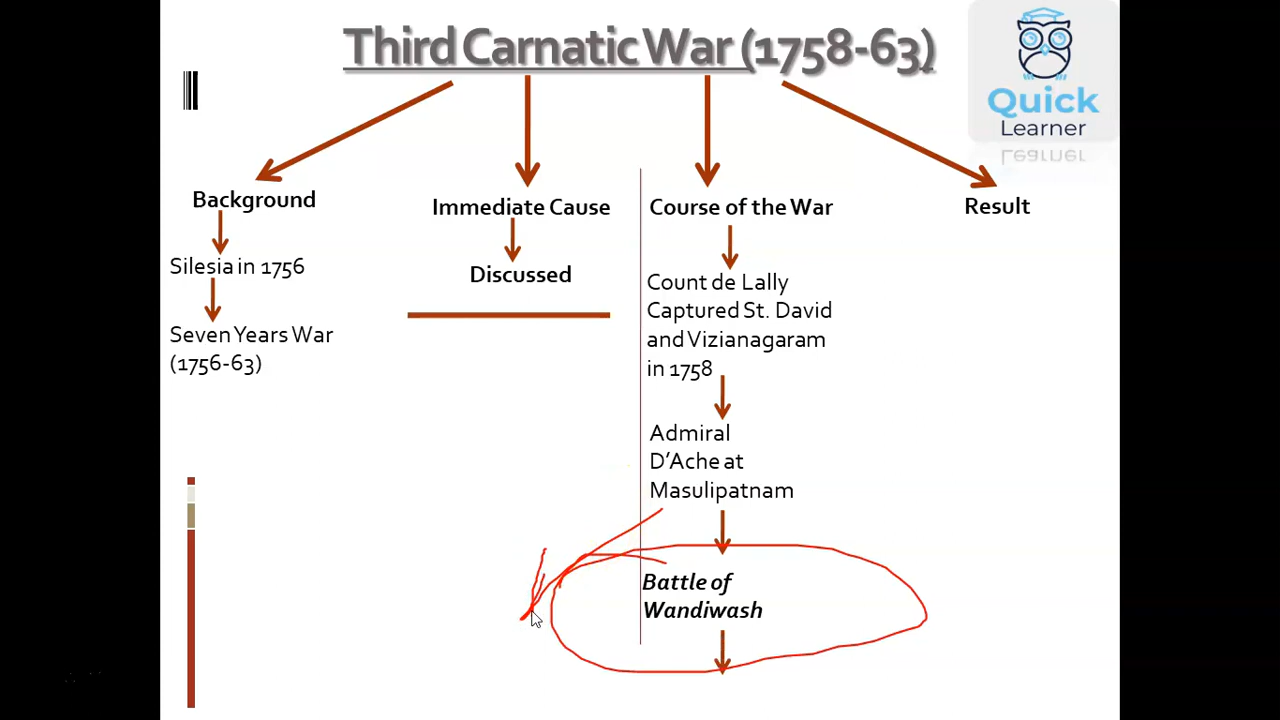 Third Carnatic War (1758-63)
Quick
Learner
Background
Silesia in 1756
Seven Years War
(1756-63)
Immediate Cause
Discussed
Course of the War
Count de Lally
Captured St. David
and Vizianagaram
in 1758
Admiral
D'Ache at
Masulipatnam
Battle of
Wandiwash
Result